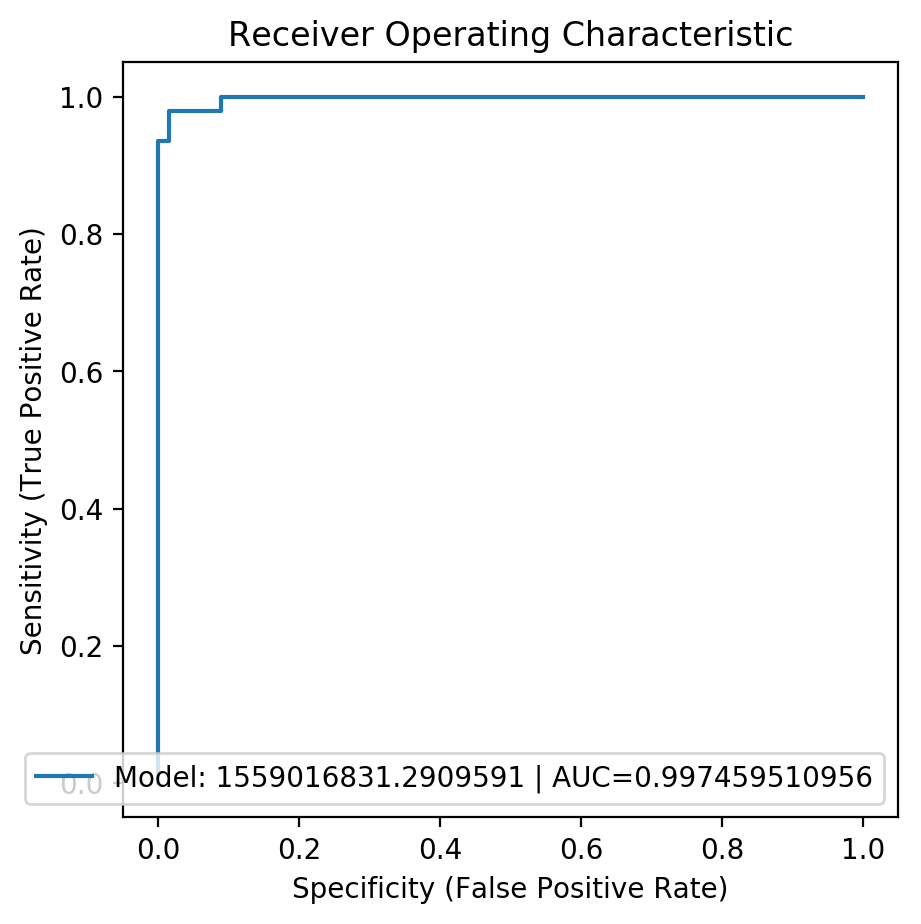 Receiver Operating Characteristic
1.0
0.8
0.6
0.4
0.2
0.0
Sensitivity (True Positive Rate)
Model: 1559016831.2909591 | AUC=0.997459510956
0.0 0.2 0.4 0.6 0.8 1.0
Specificity (False Positive Rate)